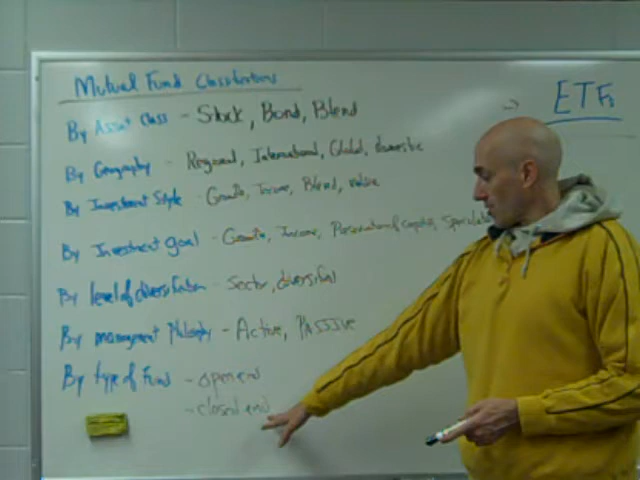 Mutual Fund Classifications
ETFs
By Asset Class - Stock, Bond, Blend
By Geography - Regional, International, Global, domestic
By Investment Style - Growth, Income, Blend, value
By Investment goal - Growth, Income, Preservation of capital, Speculat
By level of diversification - Sector, diversified
By management Philosophy - Active, Passive
By type of Fund - open end
- closed end